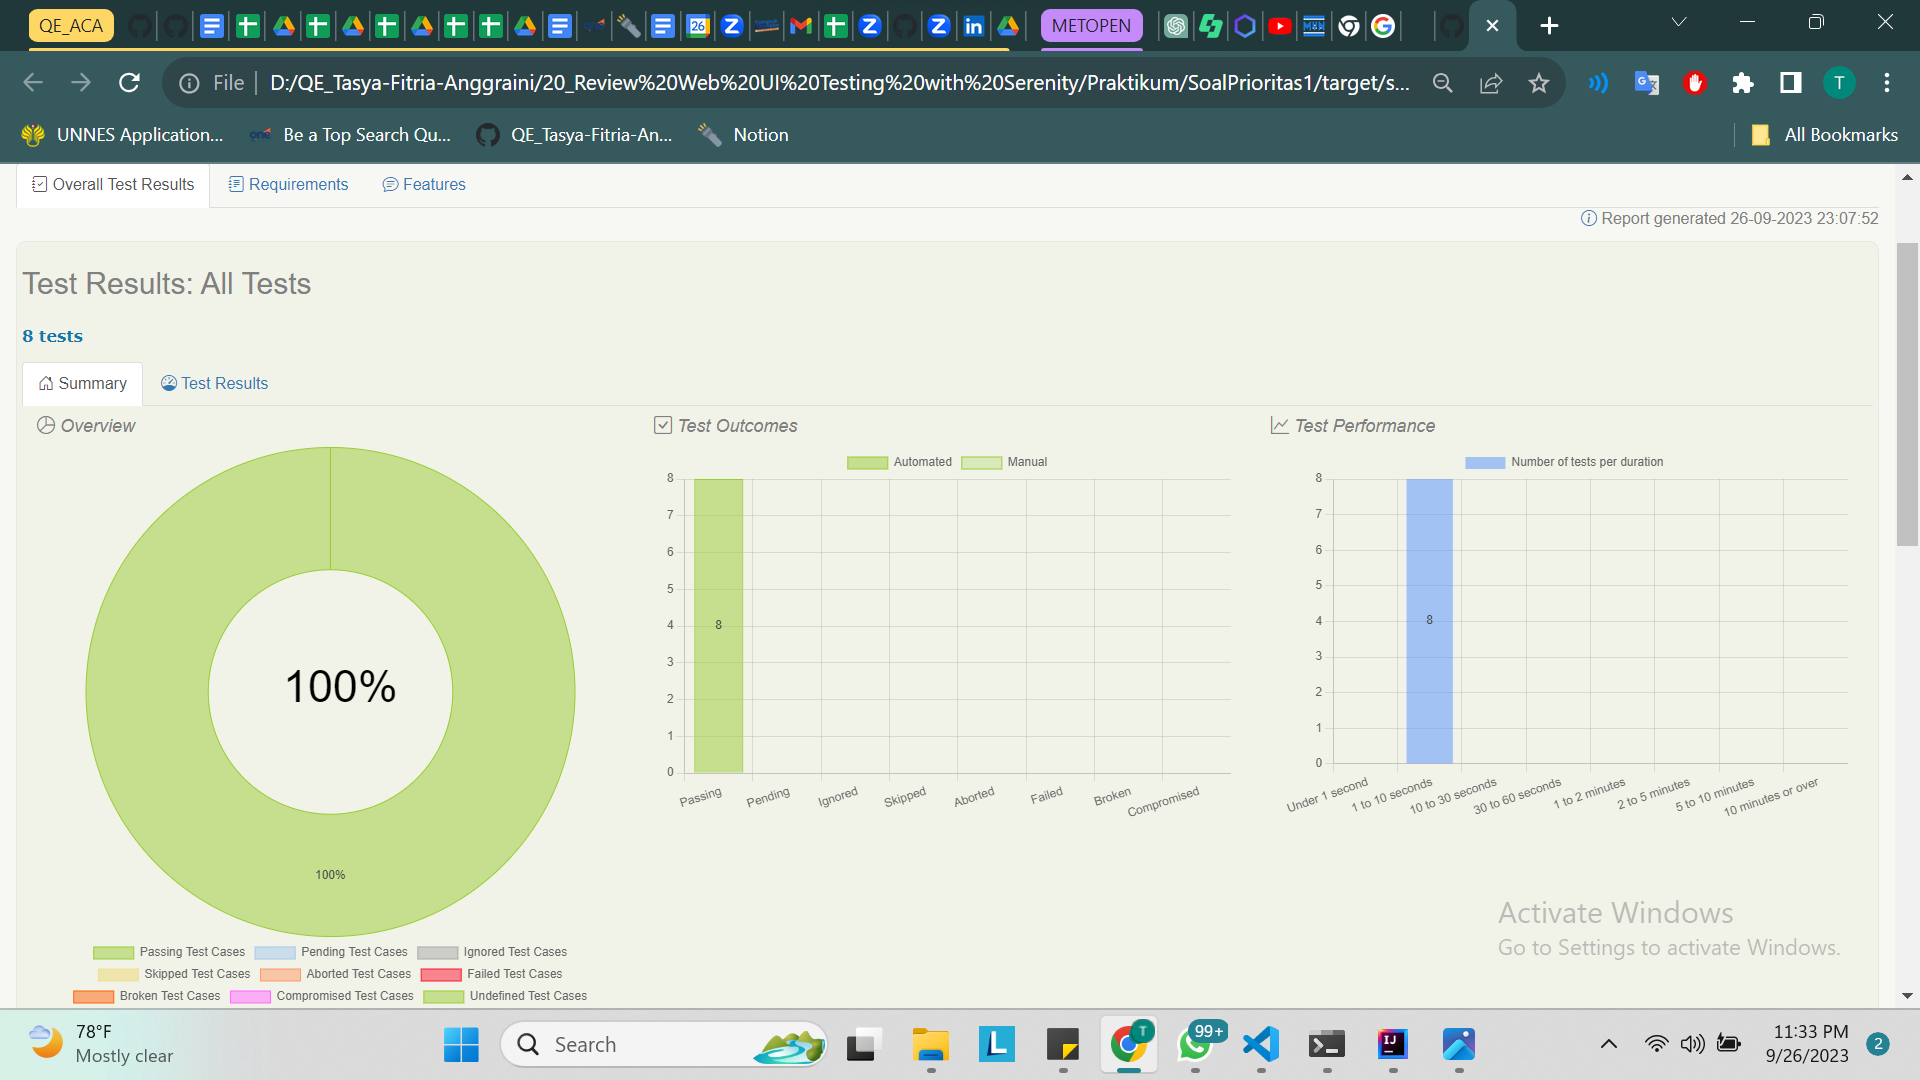 QE_ACA
26
METOPEN
File
D:/QE_Tasya-Fitria-Anggraini/20_Review%20Web%20UI%20Testing%20with%20Serenity/Praktikum/SoalPrioritas1/target/s...
T
UNNES Application...
one
Be a Top Search Qu...
QE_Tasya-Fitria-An...
Notion
All Bookmarks
Overall Test Results
Requirements
Features
Report generated 26-09-2023 23:07:52
Test Results: All Tests
8 tests
Summary
Test Results
Overview
100%
100%
Passing Test Cases Pending Test Cases Ignored Test Cases
Skipped Test Cases Aborted Test Cases Failed Test Cases
Broken Test Cases Compromised Test Cases Undefined Test Cases
Test Outcomes
Automated Manual
8
7
6
5
4
3
2
1
0
8
Passing
Pending
Ignored
Skipped
Aborted
Failed
Broken
Compromised
Test Performance
Number of tests per duration
8
7
6
5
4
3
2
1
0
8
Under 1 second
1 to 10 seconds
10 to 30 seconds
30 to 60 seconds
1 to 2 minutes
2 to 5 minutes
5 to 10 minutes
10 minutes or over
Activate Windows
Go to Settings to activate Windows.
78°F
Mostly clear
Search
L
T
99+
IJ
11:33 PM
9/26/2023
2